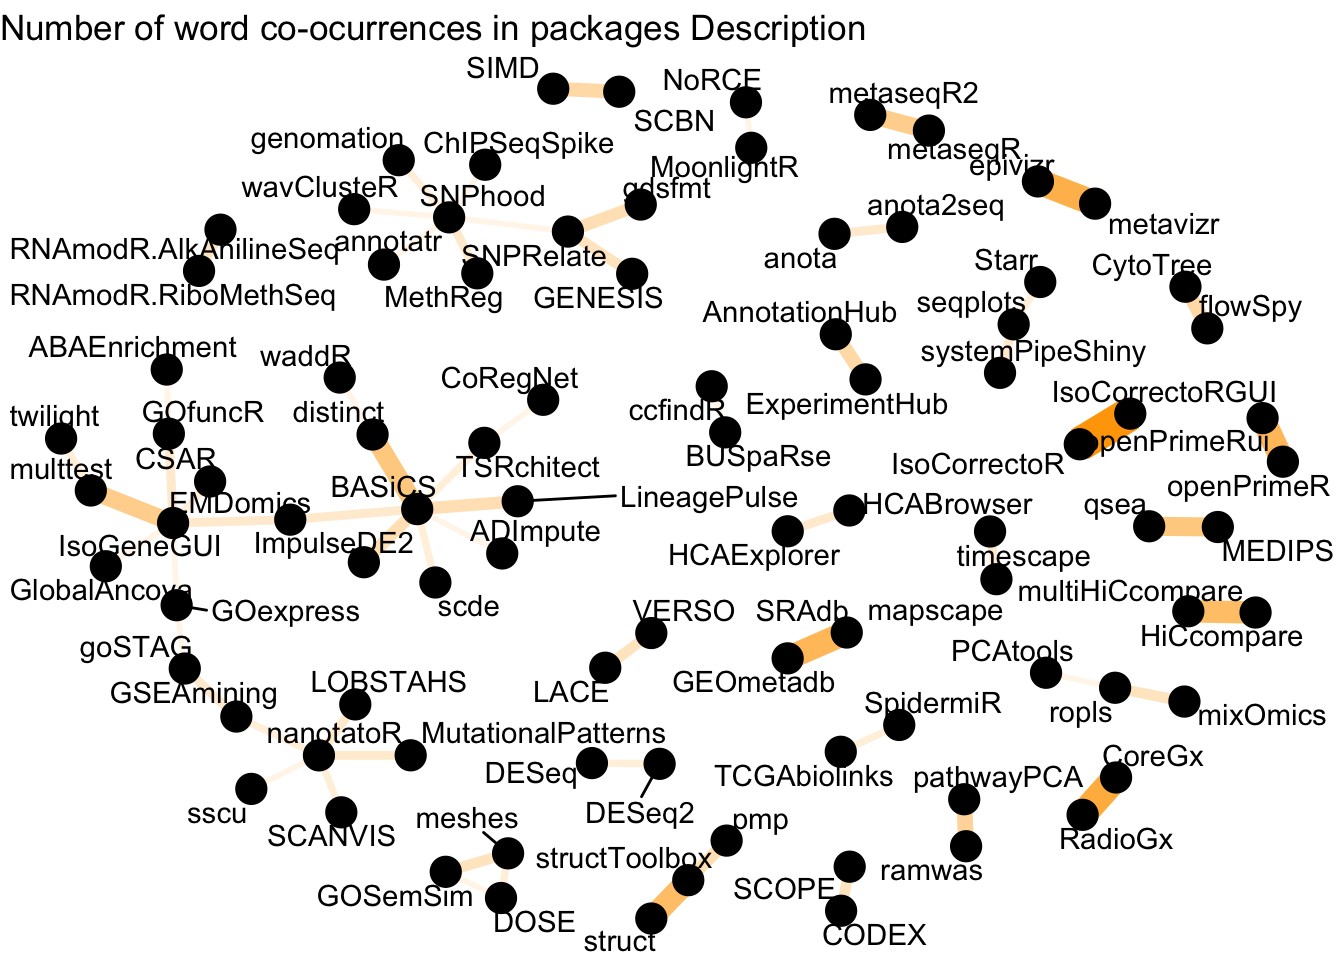 Number of word co-ocurrences in packages Description
SIMD
NoRCE
metaseqR2
SCBN
genomation
ChIPSeqSpike
metaseqR
MoonlightR
epivizr
wavClusteR
SNPhood
gdsfmt
anota2seq
metavizr
RNAmodR.AlkAnilineSeq
annotatr
SNPRelate
anota
Starr
CytoTree
RNAmodR.RiboMethSeq
MethReg
GENESIS
AnnotationHub
seqplots
flowSpy
ABAEnrichment
waddR
systemPipeShiny
CoRegNet
IsoCorrectoRGUI
twilight
GOfuncR
distinct
ccfindR
ExperimentHub
openPrimeRui
multtest
CSAR
TSRchitect
BUSpaRse
IsoCorrectoR
openPrimeR
EMDomics
BASiCS
LineagePulse
HCABrowser
qsea
IsoGeneGUI
ImpulseDE2
ADImpute
HCAExplorer
timescape
MEDIPS
GlobalAncova
GOexpress
scde
VERSO
SRAdb
mapscape
multiHiCcompare
goSTAG
PCAtools
HiCcompare
GSEAmining
LOBSTAHS
LACE
GEOmetadb
SpidermiR
ropls
mixOmics
nanotatoR
MutationalPatterns
DESeq
TCGAbiolinks
pathwayPCA
CoreGx
sscu
SCANVIS
meshes
DESeq2
pmp
RadioGx
structToolbox
GOSemSim
SCOPE
ramwas
DOSE
struct
CODEX